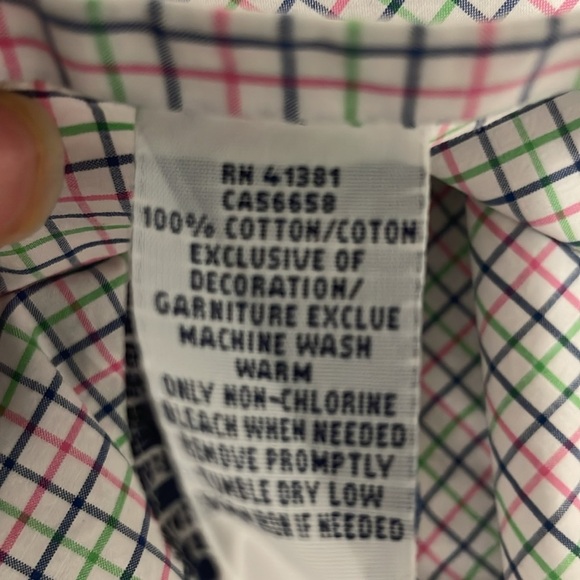 RN 41381
CA56658
100% COTTON/COTON
EXCLUSIVE OF
DECORATION/
GARNITURE EXCLUE
MACHINE WASH
WARM
ONLY NON-CHLORINE
BLEACH WHEN NEEDED
REMOVE PROMPTLY
TUMBLE DRY LOW
IRON IF NEEDED